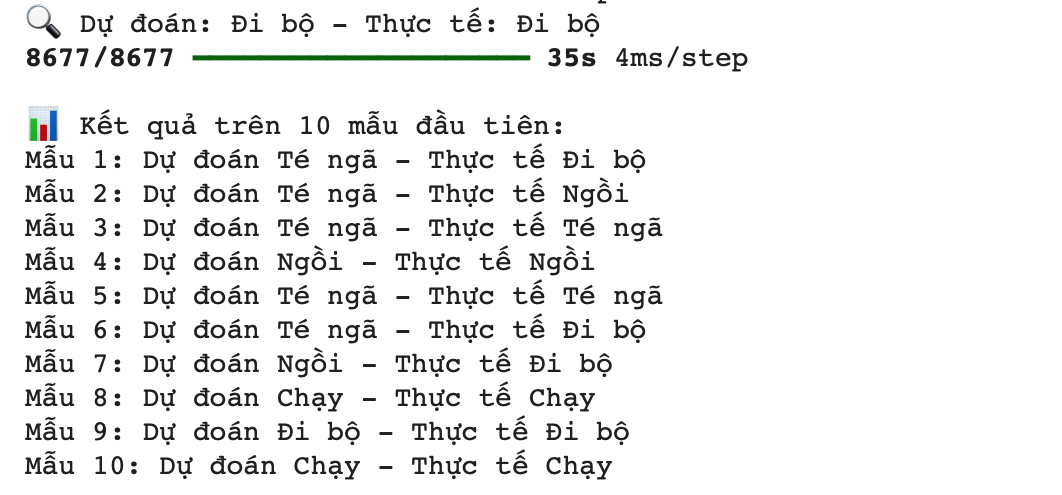 Dự đoán: Đi bộ - Thực tế: Đi bộ
8677/8677 35s 4ms/step
Kết quả trên 10 mẫu đầu tiên:
Mẫu 1: Dự đoán Té ngã - Thực tế Đi bộ
Mẫu 2: Dự đoán Té ngã - Thực tế Ngồi
Mẫu 3: Dự đoán Té ngã - Thực tế Té ngã
Mẫu 4: Dự đoán Ngồi - Thực tế Ngồi
Mẫu 5: Dự đoán Té ngã - Thực tế Té ngã
Mẫu 6: Dự đoán Té ngã - Thực tế Đi bộ
Mẫu 7: Dự đoán Ngồi - Thực tế Đi bộ
Mẫu 8: Dự đoán Chạy - Thực tế Chạy
Mẫu 9: Dự đoán Đi bộ - Thực tế Đi bộ
Mẫu 10: Dự đoán Chạy - Thực tế Chạy